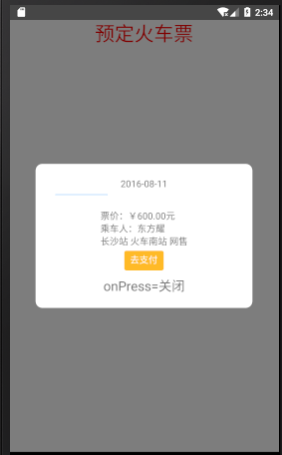 2:34
预定火车票
2016-08-11
票价：￥600.00元
乘车人：东方耀
长沙站 火车南站 网售
去支付
onPress=关闭